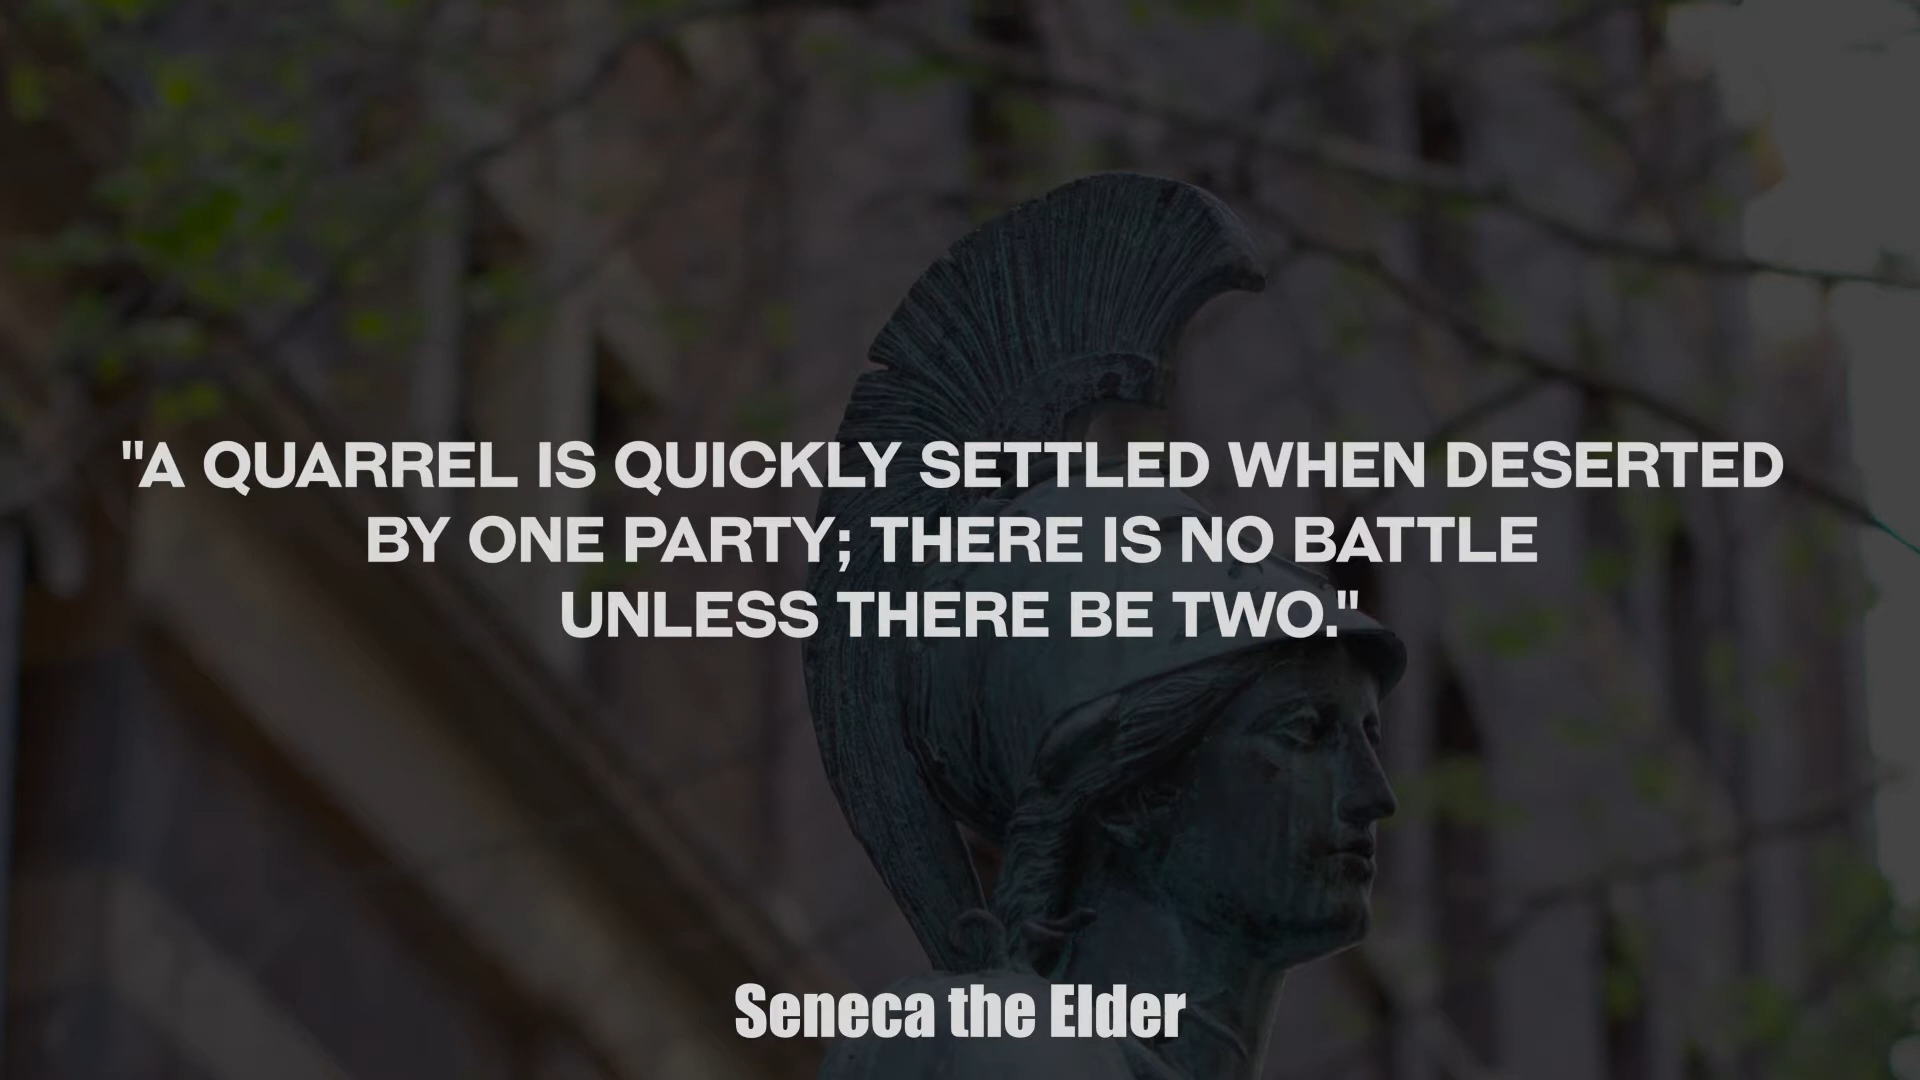 "A QUARREL IS QUICKLY SETTLED WHEN DESERTED
BY ONE PARTY; THERE IS NO BATTLE
UNLESS THERE BE TWO."
Seneca the Elder